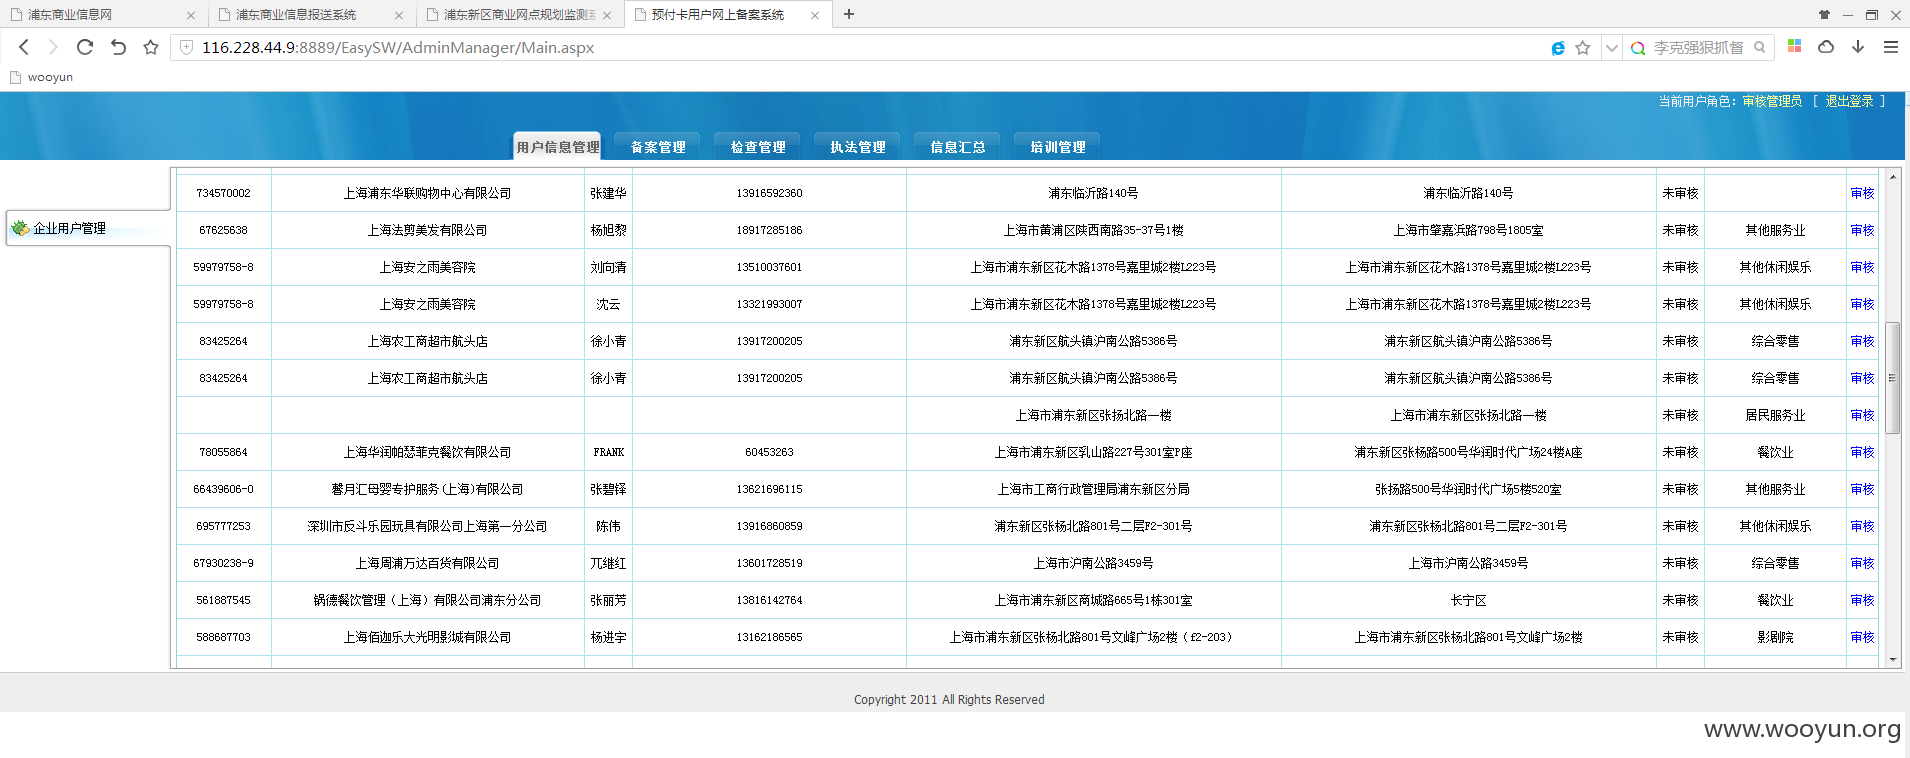 浦东商业信息网
浦东商业信息报送系统
浦东新区商业网点规划监测系
预付卡用户网上备案系统
116.228.44.9:8889/EasySW/AdminManager/Main.aspx
李克强狠抓督
wooyun
当前用户角色：审核管理员 [ 退出登录 ]
用户信息管理 备案管理 检查管理 执法管理 信息汇总 培训管理
企业用户管理
734570002 上海浦东华联购物中心有限公司 张建华 13916592360 浦东临沂路140号 浦东临沂路140号 未审核 审核
67625638 上海法剪美发有限公司 杨旭黎 18917285186 上海市黄浦区陕西南路35-37号1楼 上海市肇嘉浜路798号1805室 未审核 其他服务业 审核
59979758-8 上海安之雨美容院 刘向清 13510037601 上海市浦东新区花木路1378号嘉里城2楼L223号 上海市浦东新区花木路1378号嘉里城2楼L223号 未审核 其他休闲娱乐 审核
59979758-8 上海安之雨美容院 沈云 13321993007 上海市浦东新区花木路1378号嘉里城2楼L223号 上海市浦东新区花木路1378号嘉里城2楼L223号 未审核 其他休闲娱乐 审核
83425264 上海农工商超市航头店 徐小青 13917200205 浦东新区航头镇沪南公路5386号 浦东新区航头镇沪南公路5386号 未审核 综合零售 审核
83425264 上海农工商超市航头店 徐小青 13917200205 浦东新区航头镇沪南公路5386号 浦东新区航头镇沪南公路5386号 未审核 综合零售 审核
上海市浦东新区张扬北路一楼 上海市浦东新区张扬北路一楼 未审核 居民服务业 审核
78055864 上海华润帕瑟菲克餐饮有限公司 FRANK 60453263 上海市浦东新区乳山路227号301室P座 浦东新区张杨路500号华润时代广场24楼A座 未审核 餐饮业 审核
66439606-0 馨月汇母婴专护服务(上海)有限公司 张碧铎 13621696115 上海市工商行政管理局浦东新区分局 张扬路500号华润时代广场5楼520室 未审核 其他服务业 审核
695777253 深圳市反斗乐园玩具有限公司上海第一分公司 陈伟 13916860859 浦东新区张杨北路801号二层F2-301号 浦东新区张杨北路801号二层F2-301号 未审核 其他休闲娱乐 审核
67930238-9 上海周浦万达百货有限公司 兀继红 13601728519 上海市沪南公路3459号 上海市沪南公路3459号 未审核 综合零售 审核
561887545 锅德餐饮管理（上海）有限公司浦东分公司 张丽芳 13816142764 上海市浦东新区商城路665号1栋301室 长宁区 未审核 餐饮业 审核
588687703 上海佰迦乐大光明影城有限公司 杨进宇 13162186565 上海市浦东新区张杨北路801号文峰广场2楼（f2-203） 上海市浦东新区张杨北路801号文峰广场2楼 未审核 影剧院 审核
Copyright 2011 All Rights Reserved
www.wooyun.org